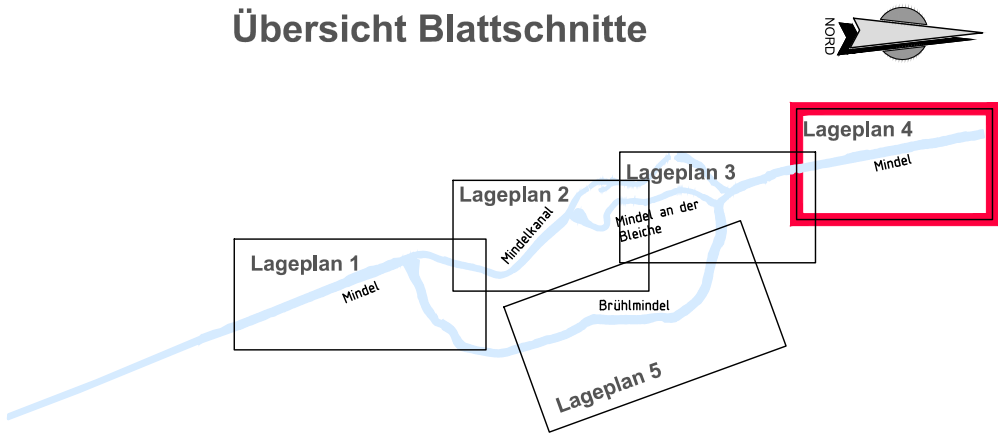 Übersicht Blattschnitte
NORD
Lageplan 4
Mindel
Lageplan 3
Lageplan 2
Mindel an der
Bleiche
Mindelkanal
Lageplan 1
Mindel
Brühlmindel
Lageplan 5